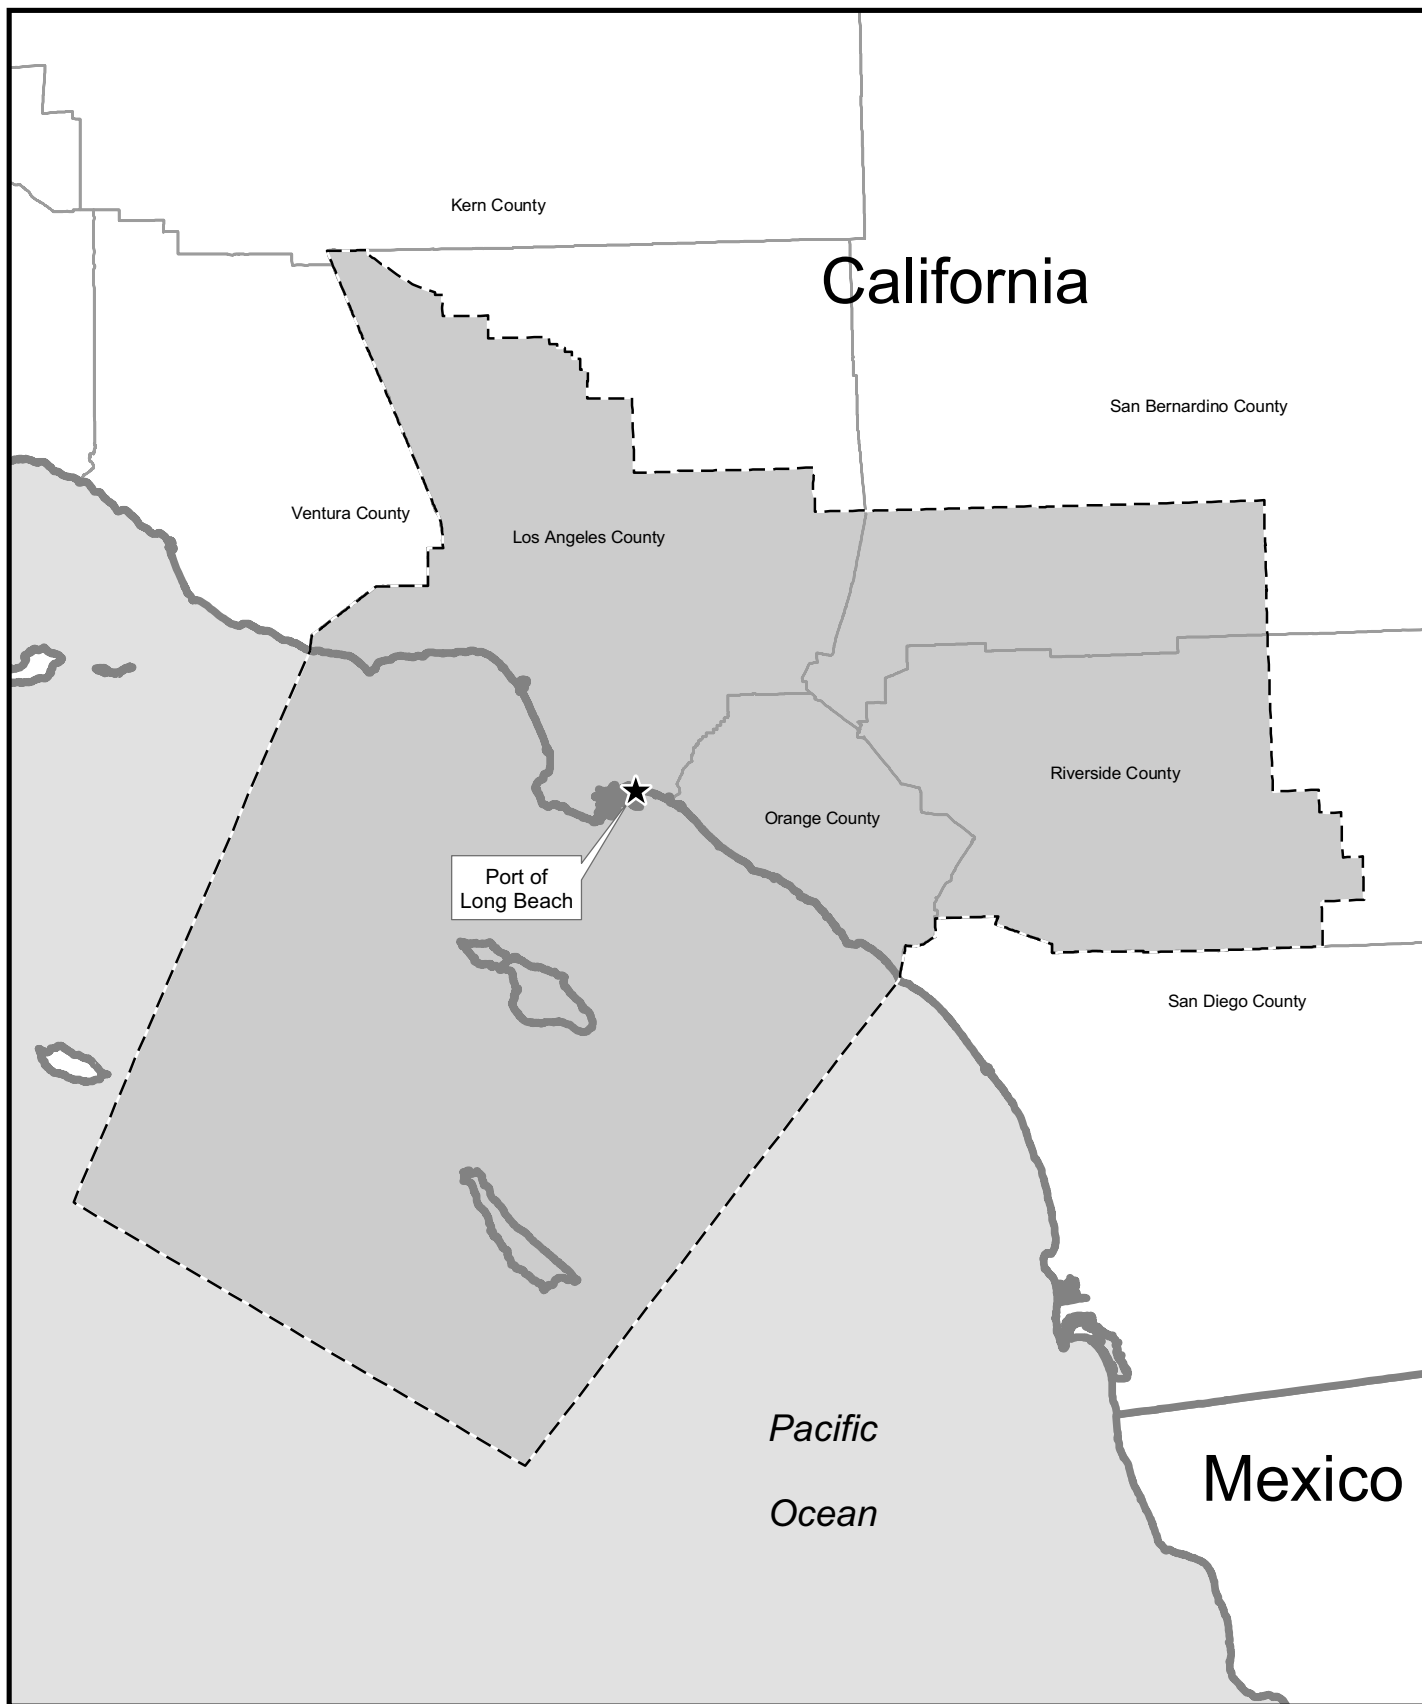 Kern County
California
San Bernardino County
Ventura County
Los Angeles County
Riverside County
Orange County
Port of
Long Beach
San Diego County
Pacific
Ocean
Mexico